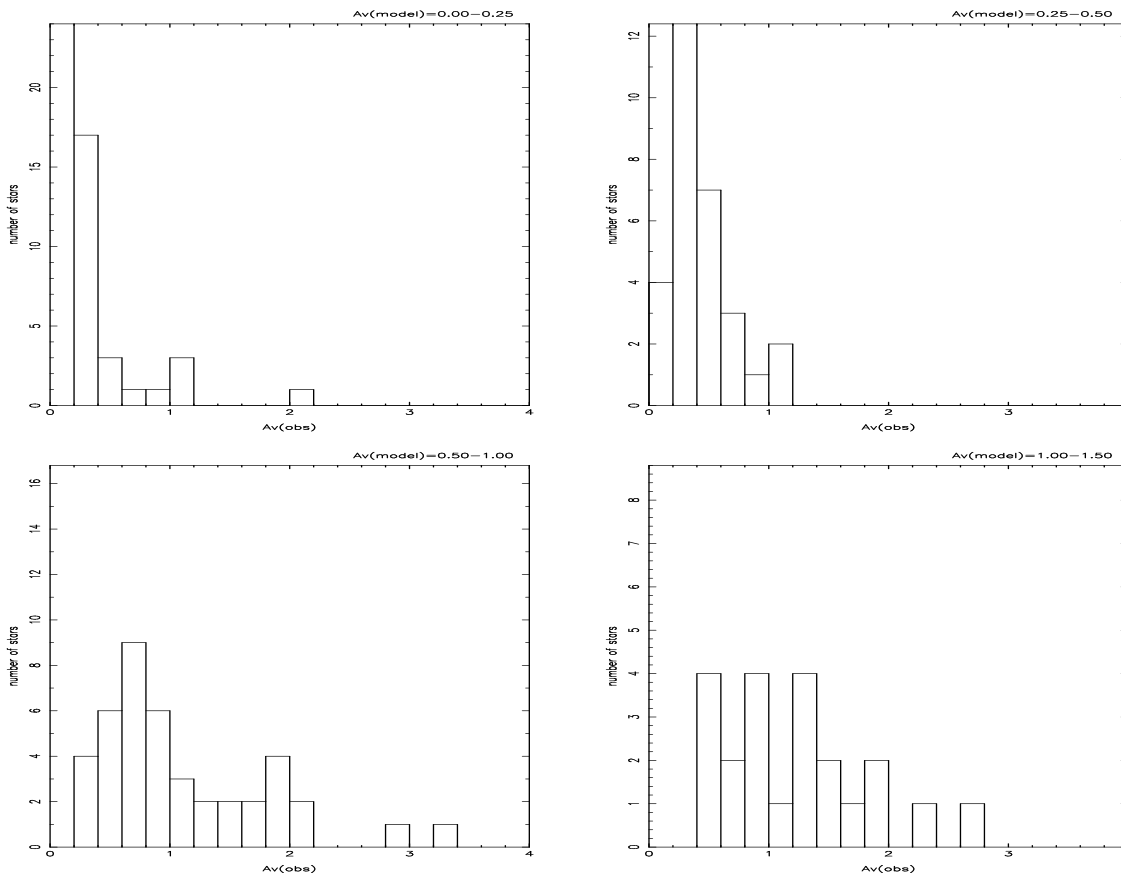 Av(model)=0.00−0.25
number of stars
20
15
10
5
0
0 1 2 3 4
Av(obs)
Av(model)=0.25−0.50
number of stars
12
10
8
6
4
2
0
0 1 2 3
Av(obs)
Av(model)=0.50−1.00
number of stars
16
14
12
10
8
6
4
2
0
0 1 2 3 4
Av(obs)
Av(model)=1.00−1.50
number of stars
8
7
6
5
4
3
2
1
0
0 1 2 3
Av(obs)